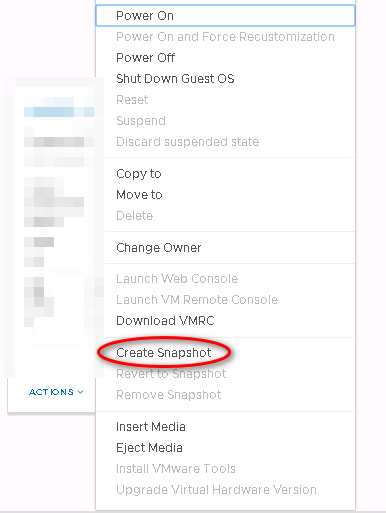 Power On
Power On and Force Recustomization
Power Off
Shut Down Guest OS
Reset
Suspend
Discard suspended state
Copy to
Move to
Delete
Change Owner
Launch Web Console
Launch VM Remote Console
Download VMRC
Create Snapshot
Revert to Snapshot
Remove Snapshot
ACTIONS
Insert Media
Eject Media
Install VMware Tools
Upgrade Virtual Hardware Version